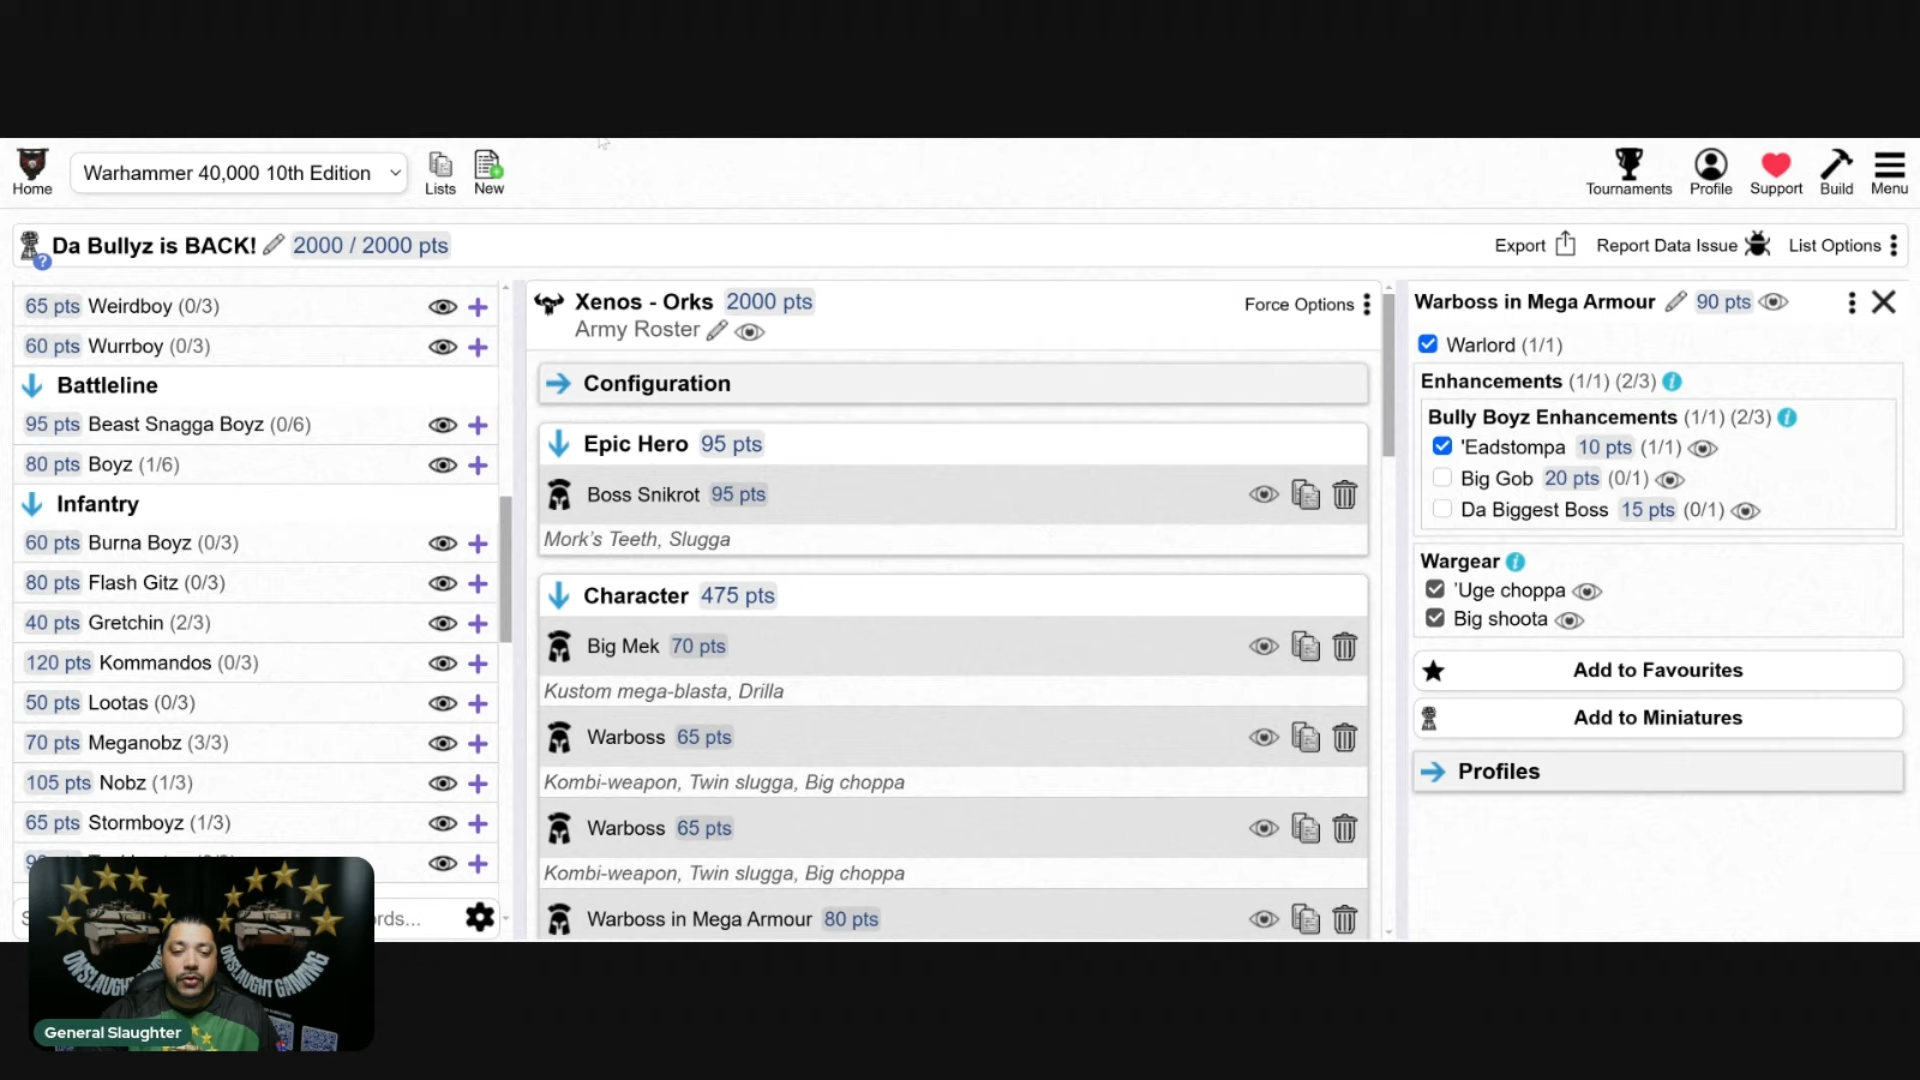 Home
Warhammer 40,000 10th Edition
Lists
New
Tournaments
Profile
Support
Build
Menu
Da Bullyz is BACK!
2000 / 2000 pts
Export
Report Data Issue
List Options
65 pts Weirdboy (0/3)
60 pts Wurrboy (0/3)
Battleline
95 pts Beast Snagga Boyz (0/6)
80 pts Boyz (1/6)
Infantry
60 pts Burna Boyz (0/3)
80 pts Flash Gitz (0/3)
40 pts Gretchin (2/3)
120 pts Kommandos (0/3)
50 pts Lootas (0/3)
70 pts Meganobz (3/3)
105 pts Nobz (1/3)
65 pts Stormboyz (1/3)
rds...
ONSLAUGHT GAMING
General Slaughter
Xenos - Orks 2000 pts
Army Roster
Force Options
Configuration
Epic Hero 95 pts
Boss Snikrot 95 pts
Mork's Teeth, Slugga
Character 475 pts
Big Mek 70 pts
Kustom mega-blasta, Drilla
Warboss 65 pts
Kombi-weapon, Twin slugga, Big choppa
Warboss 65 pts
Kombi-weapon, Twin slugga, Big choppa
Warboss in Mega Armour 80 pts
Warboss in Mega Armour 90 pts
Warlord (1/1)
Enhancements (1/1) (2/3)
Bully Boyz Enhancements (1/1) (2/3)
'Eadstompa 10 pts (1/1)
Big Gob 20 pts (0/1)
Da Biggest Boss 15 pts (0/1)
Wargear
'Uge choppa
Big shoota
Add to Favourites
Add to Miniatures
Profiles